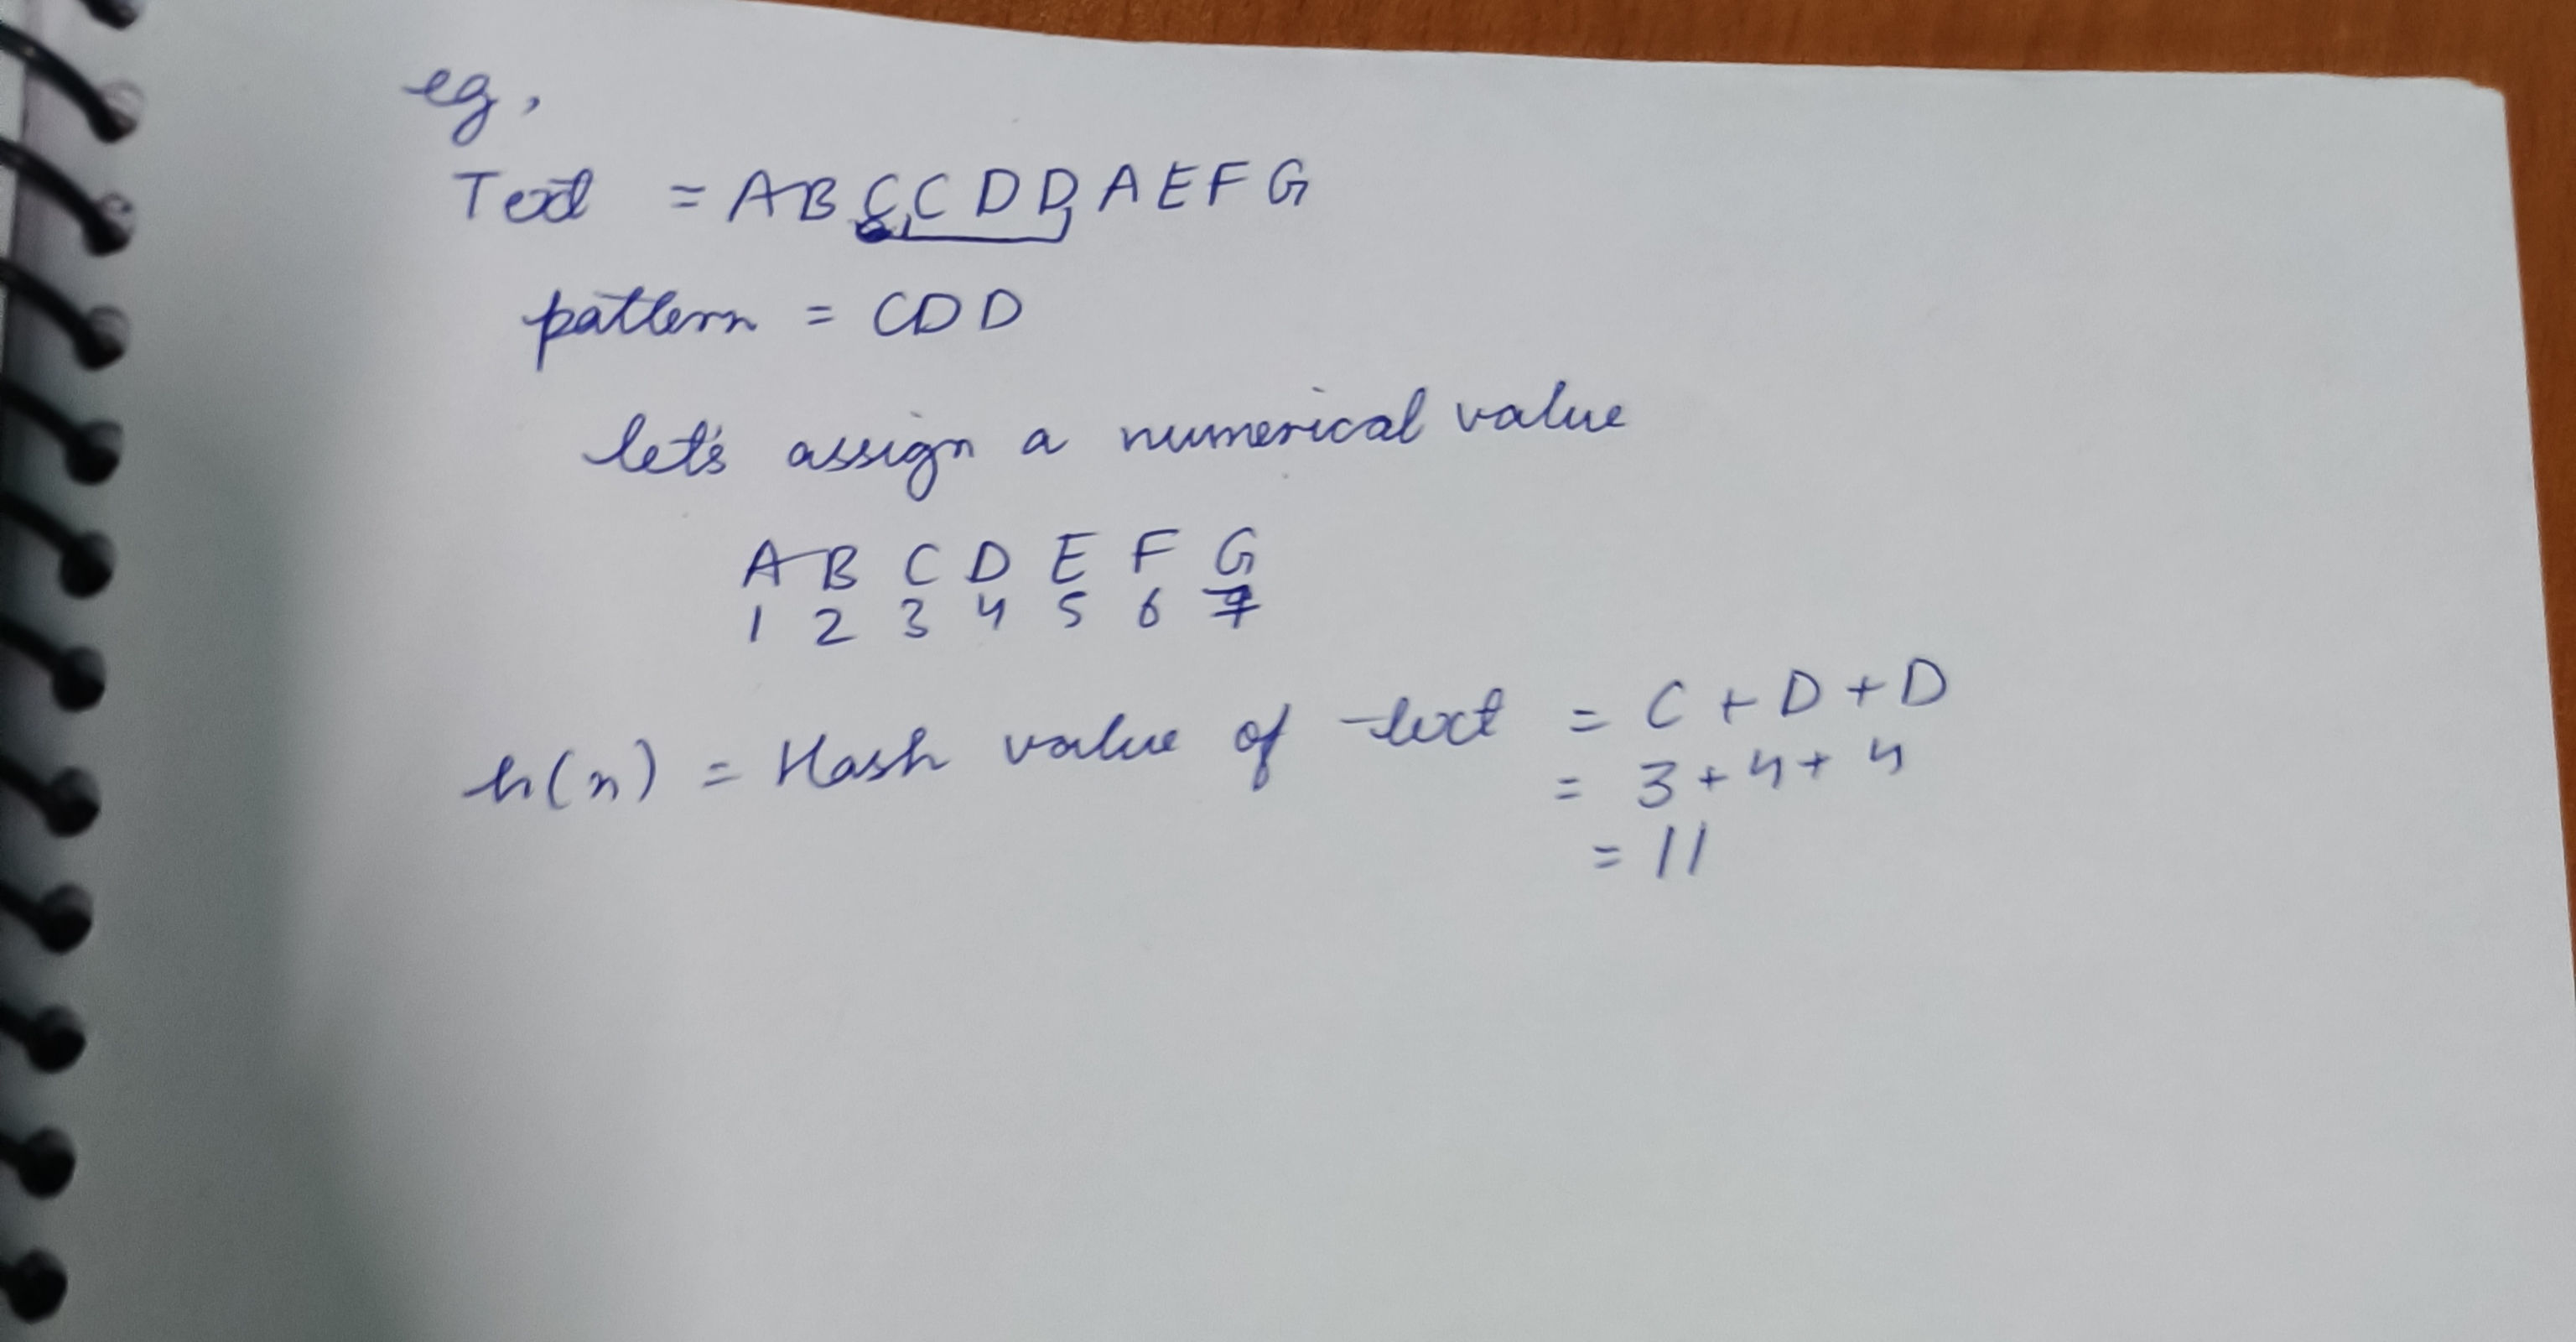 eg,
Text = A B C C D D A E F G
pattern = CDD
let's assign a numerical value
A B C D E F G
1 2 3 4 5 6 7
h(n) = Hash value of text = C + D + D
= 3 + 4 + 4
= 11